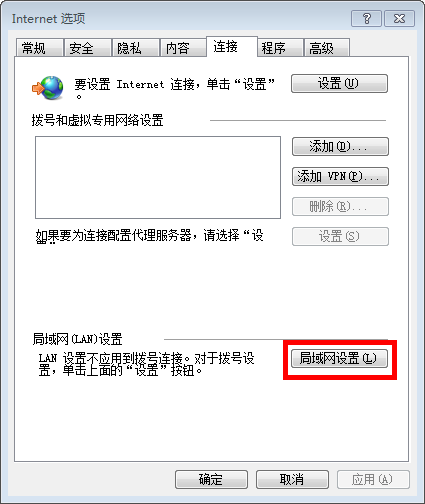 Internet 选项
常规 安全 隐私 内容 连接 程序 高级
要设置 Internet 连接，单击“设置”
。
设置(U)
拨号和虚拟专用网络设置
添加(D)...
添加 VPN(P)...
删除(R)...
如果要为连接配置代理服务器，请选择“设
设置(S)
局域网(LAN)设置
LAN 设置不应用到拨号连接。对于拨号设
置，单击上面的“设置”按钮。
局域网设置(L)
确定 取消 应用(A)